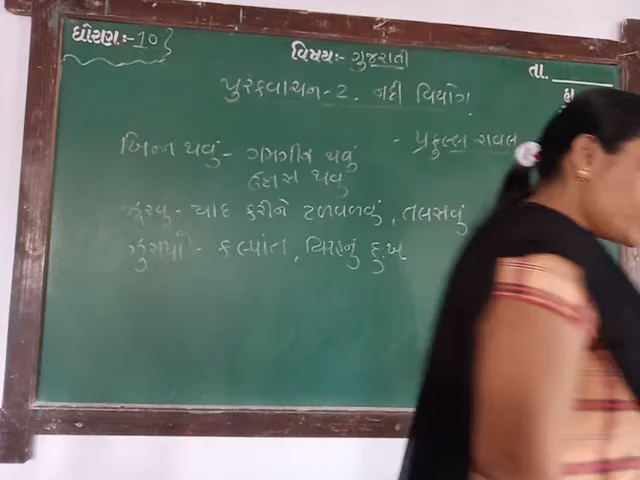 ધોરણ:-10
વિષય:- ગુજરાતી
તા.
હા
પુરકવાચન-2. નદી વિયોગ
- પ્રફુલ્લ રાવલ
ખિન્ન થવું - ગમગીન થવું
ઉદાસ થવું
ઝુરવુ - યાદ કરીને ટળવળવું, તલસવું
ઝુરાપો - કલ્પાંત, વિરહનું દુ:ખ